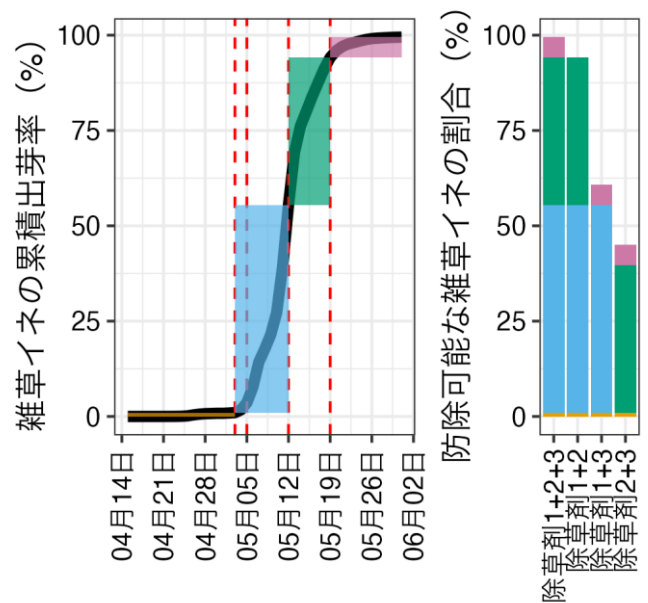 雑草イネの累積出芽率 (%)
100
75
50
25
0
04月14日
04月21日
04月28日
05月05日
05月12日
05月19日
05月26日
06月02日
防除可能な雑草イネの割合 (%)
100
75
50
25
0
除草剤1+2+3
除草剤1+2
除草剤1+3
除草剤2+3